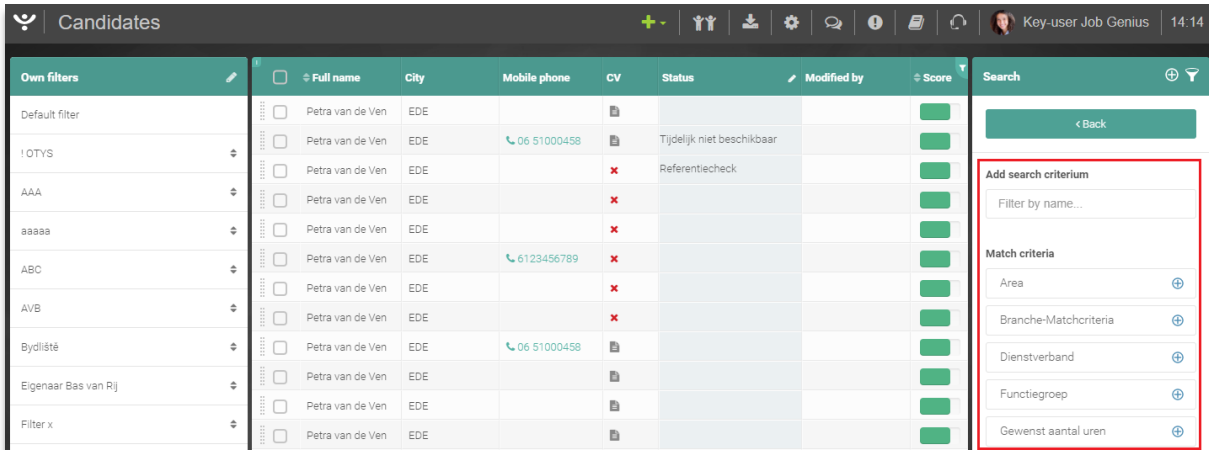 Candidates
Key-user Job Genius 14:14
Own filters
Default filter
! OTYS
AAA
aaaaa
ABC
AVB
Bydliště
Eigenaar Bas van Rij
Filter x
Full name City Mobile phone CV Status Modified by Score
Petra van de Ven EDE
Petra van de Ven EDE 06 51000458 Tijdelijk niet beschikbaar
Petra van de Ven EDE Referentiecheck
Petra van de Ven EDE
Petra van de Ven EDE
Petra van de Ven EDE 6123456789
Petra van de Ven EDE
Petra van de Ven EDE
Petra van de Ven EDE 06 51000458
Petra van de Ven EDE
Petra van de Ven EDE
Petra van de Ven EDE
Search
< Back
Add search criterium
Filter by name...
Match criteria
Area
Branche-Matchcriteria
Dienstverband
Functiegroep
Gewenst aantal uren